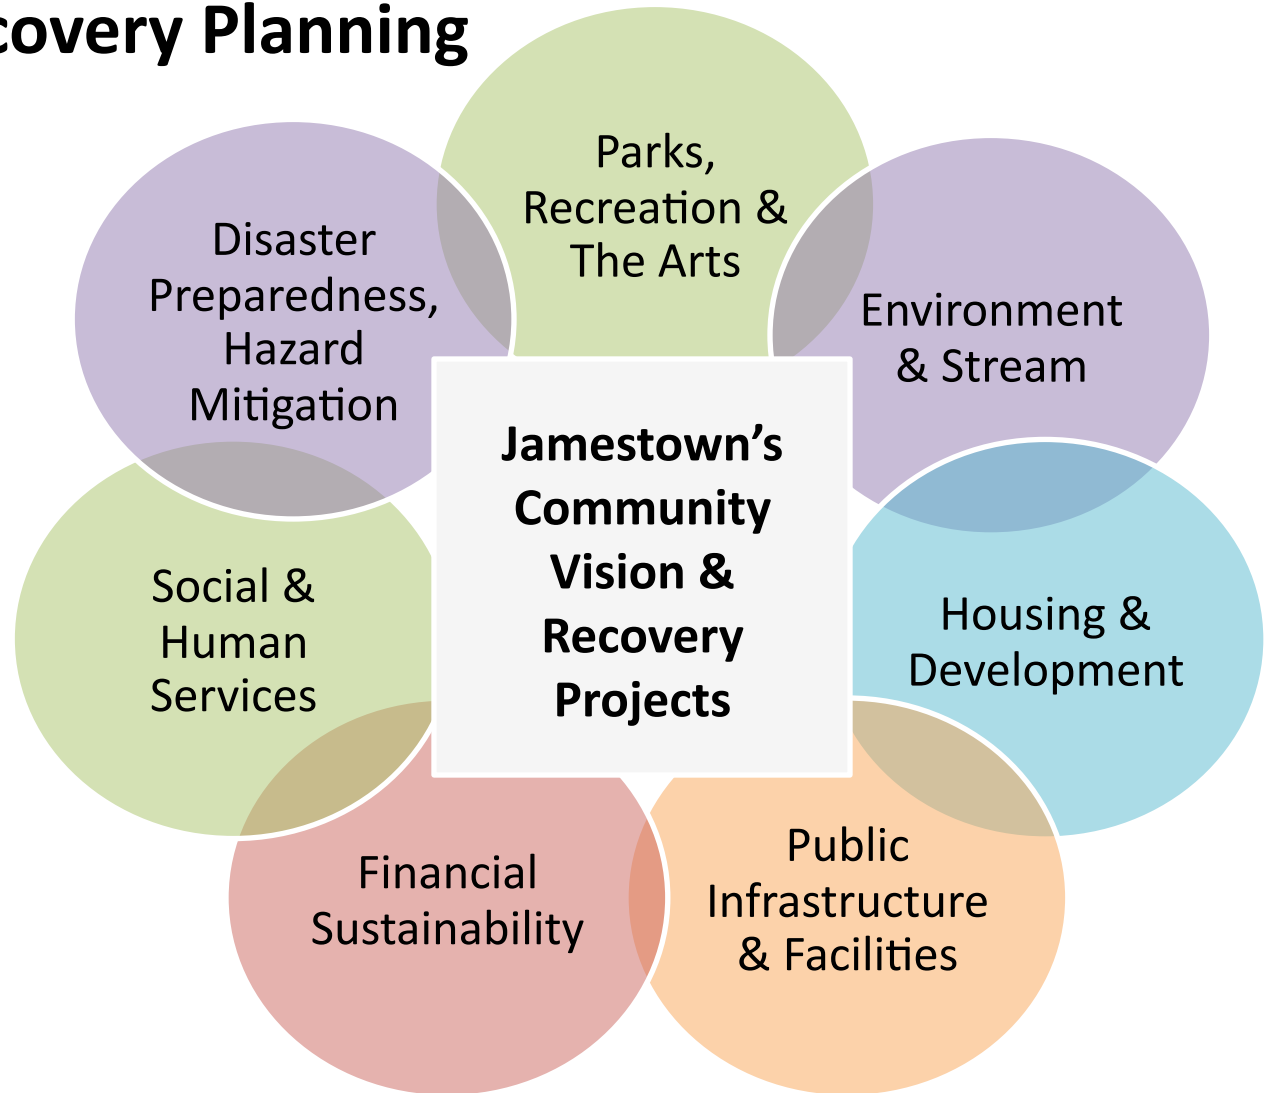 covery Planning
Parks,
Recreation &
The Arts
Environment
& Stream
Housing &
Development
Public
Infrastructure
& Facilities
Financial
Sustainability
Social &
Human
Services
Disaster
Preparedness,
Hazard
Mitigation
Jamestown’s
Community
Vision &
Recovery
Projects